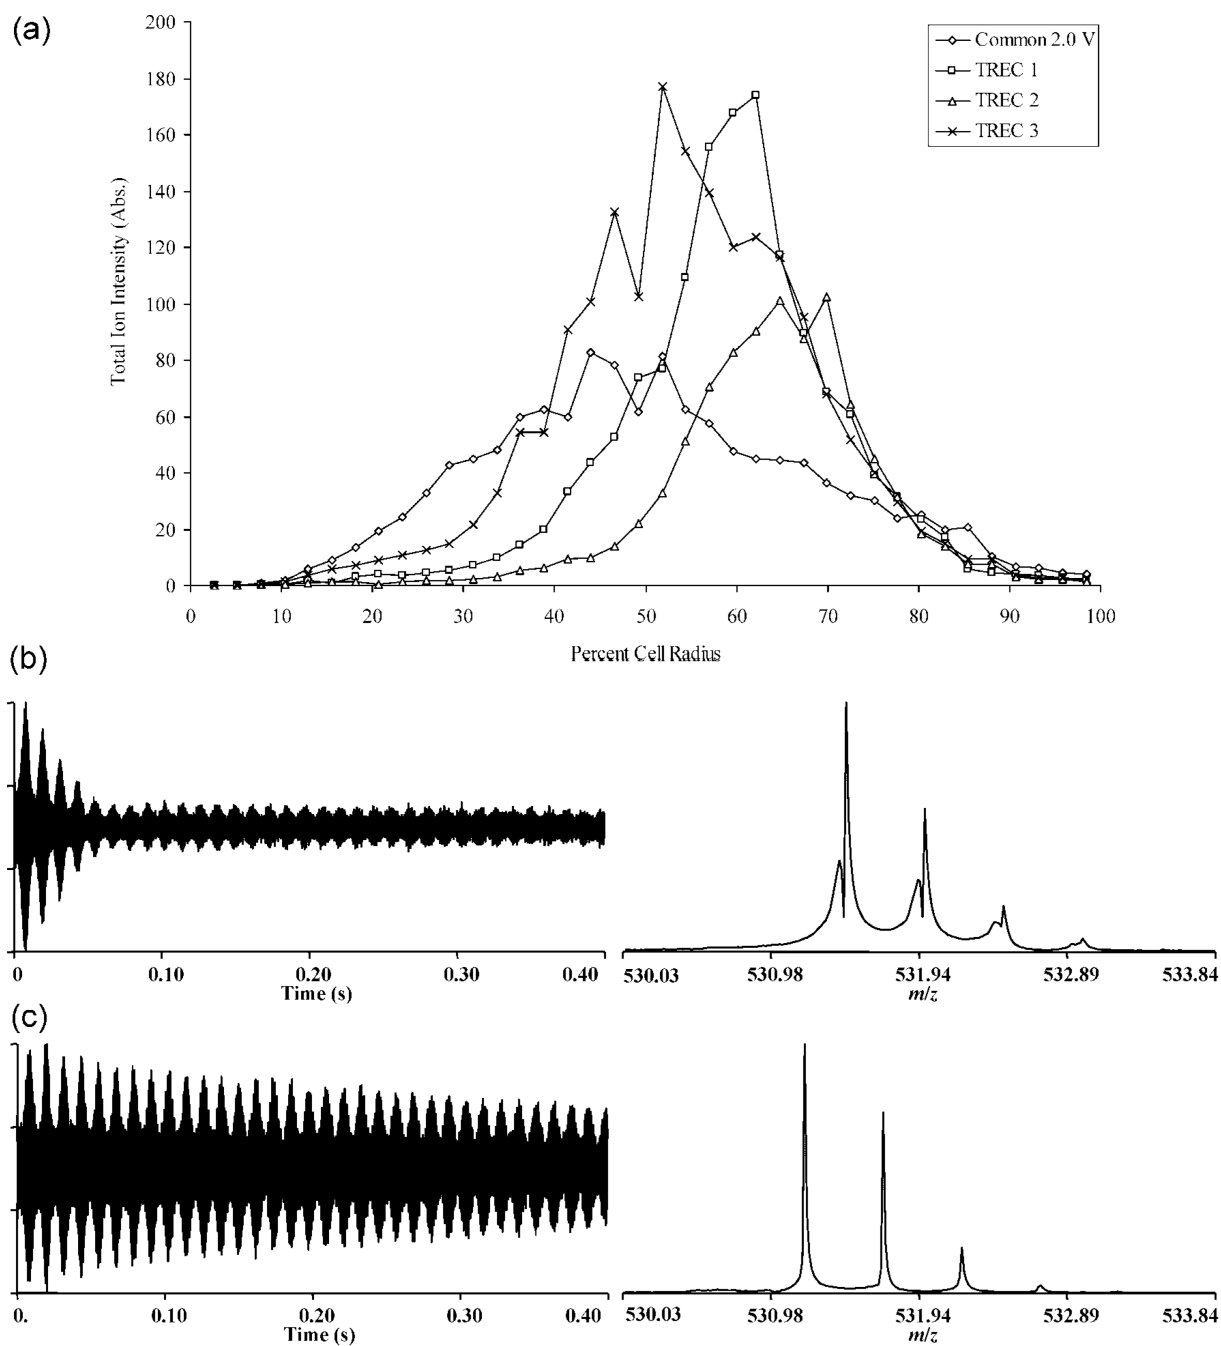 (a)
200
180
160
140
120
100
80
60
40
20
0
Total Ion Intensity (Abs.)
0 10 20 30 40 50 60 70 80 90 100
Percent Cell Radius
Common 2.0 V
TREC 1
TREC 2
TREC 3
(b)
0 0.10 0.20 0.30 0.40
Time (s)
530.03 530.98 531.94 532.89 533.84
m/z
(c)
0. 0.10 0.20 0.30 0.40
Time (s)
530.03 530.98 531.94 532.89 533.84
m/z